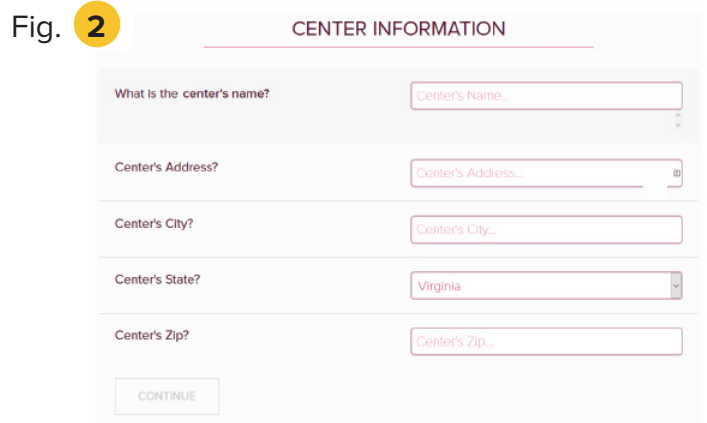 Fig. 2
CENTER INFORMATION
What is the center's name?
Center's Name...
Center's Address?
Center's Address...
Center's City?
Center's City...
Center's State?
Virginia
Center's Zip?
Center's Zip...
CONTINUE